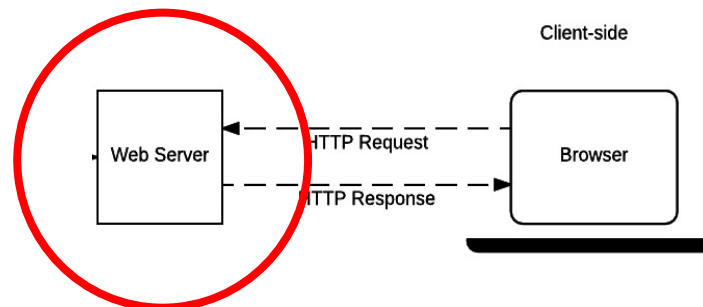 Client-side
HTTP Request
Web Server
Browser
HTTP Response